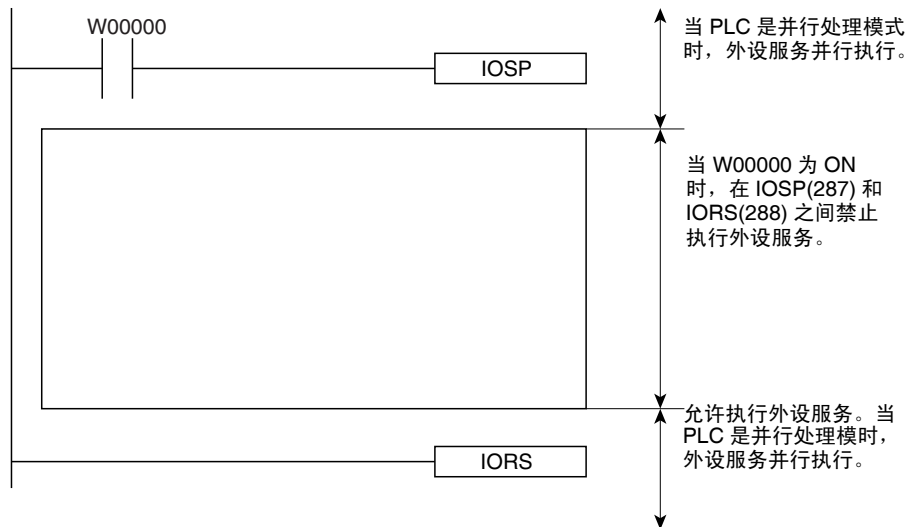 W00000
IOSP
当 PLC 是并行处理模式
时，外设服务并行执行。
当 W00000 为 ON
时，在 IOSP(287) 和
IORS(288) 之间禁止
执行外设服务。
允许执行外设服务。当
PLC 是并行处理模时，
外设服务并行执行。
IORS